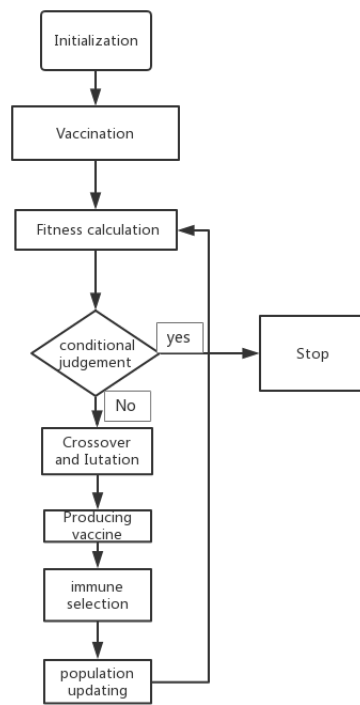 Initialization
Vaccination
Fitness calculation
conditional
judgement
yes
Stop
No
Crossover
and Iutation
Producing
vaccine
immune
selection
population
updating